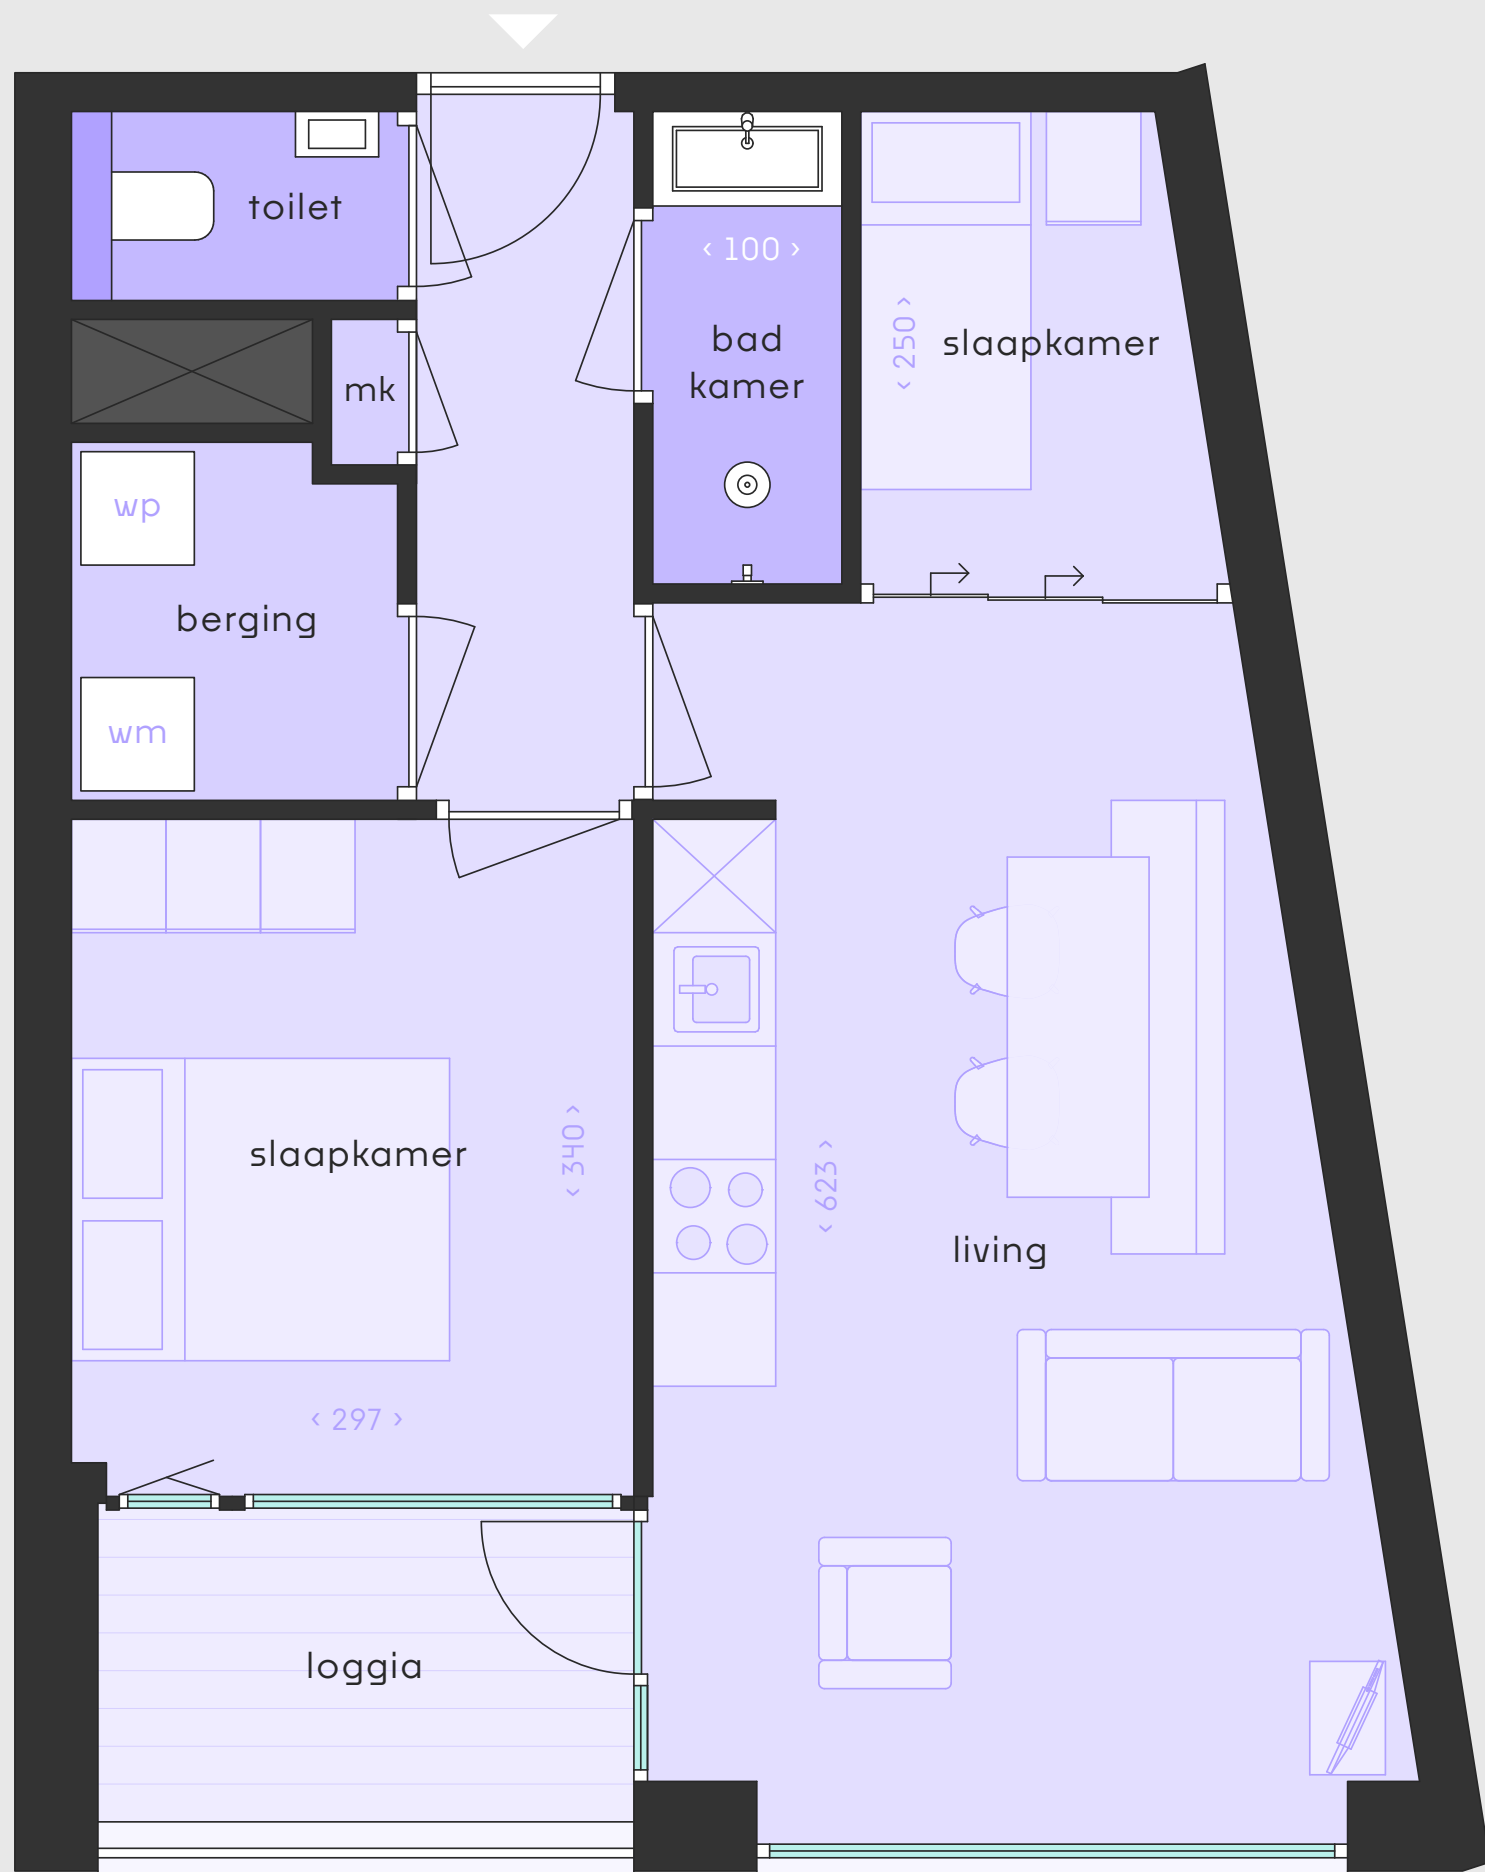 toilet
‹ 100 ›
bad
kamer
‹ 250 ›
slaapkamer
mk
wp
berging
wm
slaapkamer
‹ 340 ›
‹ 623 ›
living
‹ 297 ›
loggia